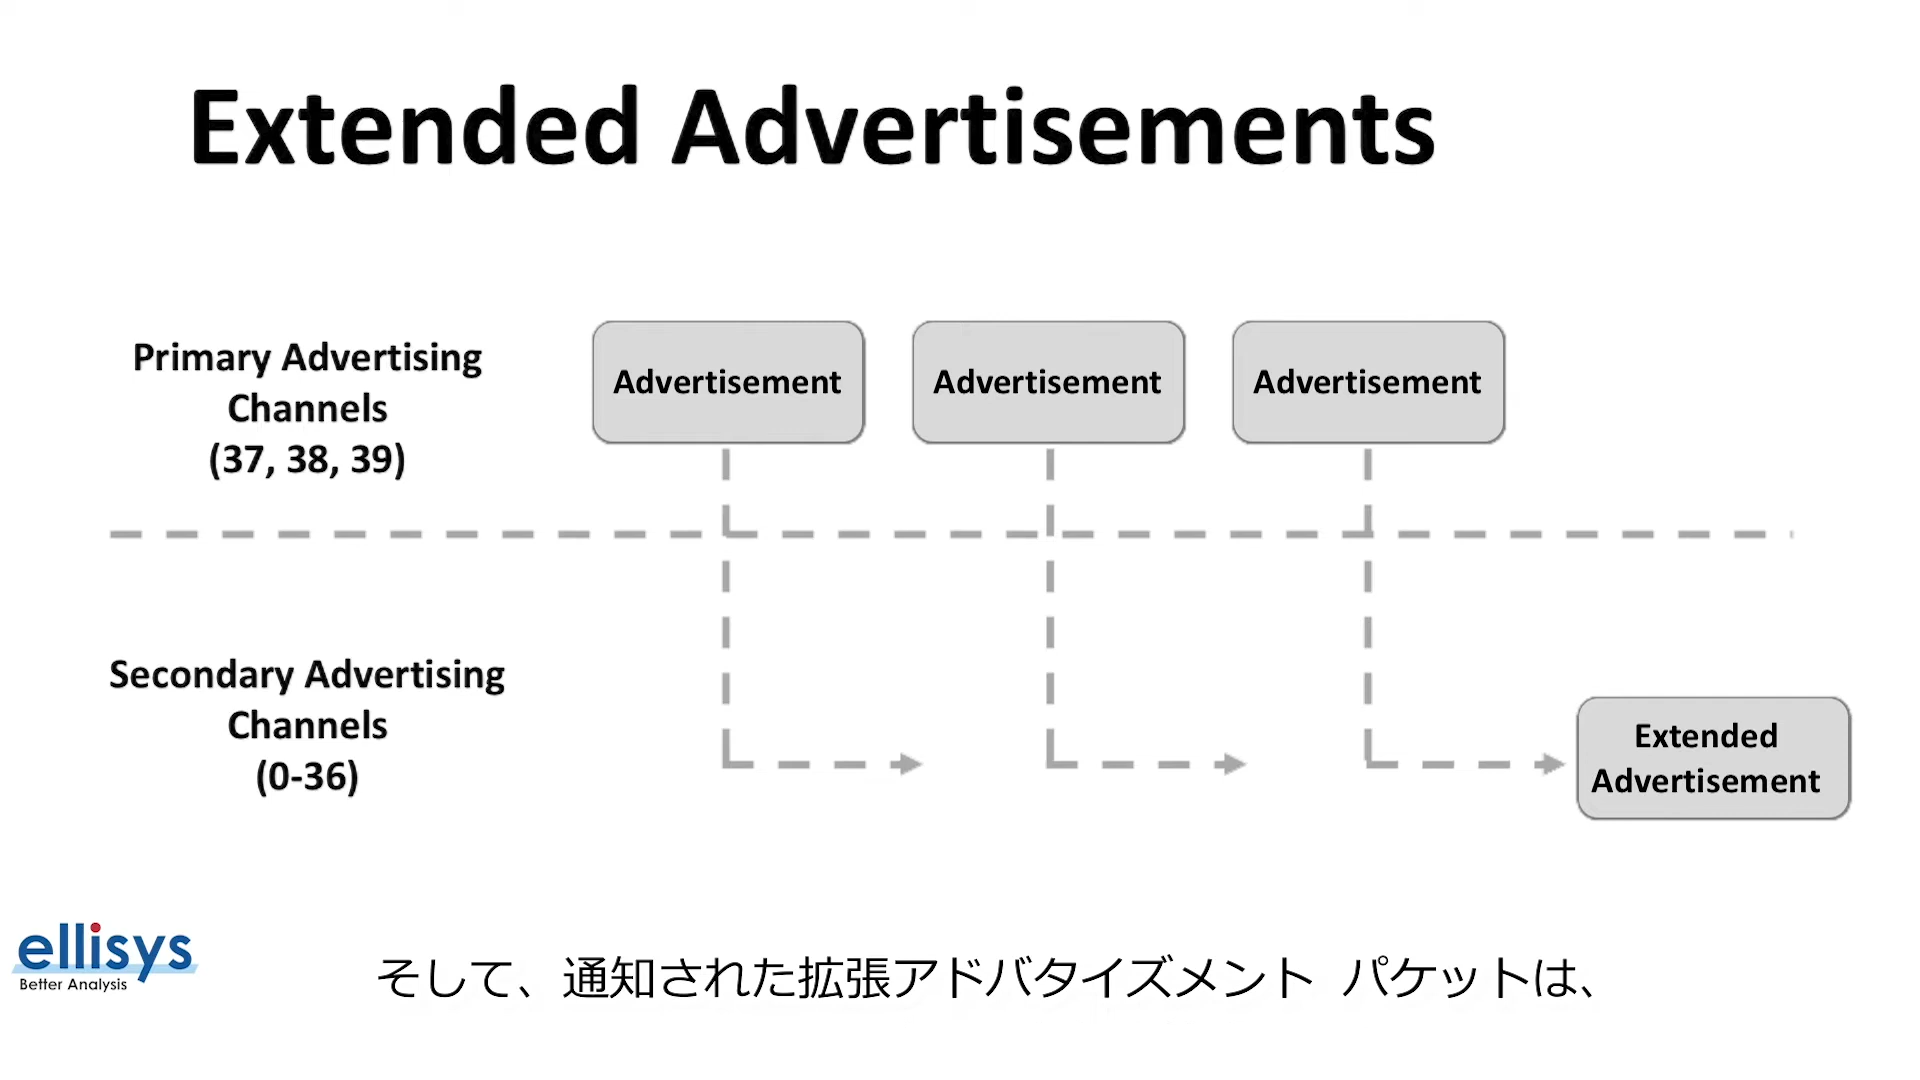 Extended Advertisements
Primary Advertising
Channels
(37, 38, 39)
Advertisement
Advertisement
Advertisement
Secondary Advertising
Channels
(0-36)
Extended
Advertisement
ellisys
Better Analysis
そして、通知された拡張アドバタイズメント パケットは、